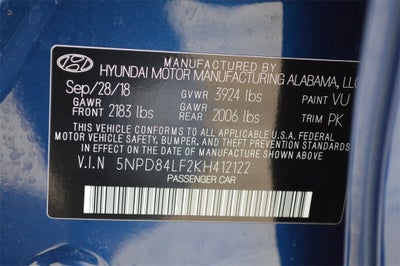 MANUFACTURED BY
HYUNDAI MOTOR MANUFACTURING ALABAMA, LLC
Sep/28/18 GVWR 3924 lbs PAINT VU
GAWR FRONT 2183 lbs GAWR REAR 2006 lbs TRIM PK
THIS VEHICLE CONFORMS TO ALL APPLICABLE U.S.A. FEDERAL
MOTOR VEHICLE SAFETY, BUMPER, AND THEFT PREVENTION STANDARDS
IN EFFECT ON THE DATE OF MANUFACTURE SHOWN ABOVE.
V.I.N 5NPD84LF2KH412122
PASSENGER CAR